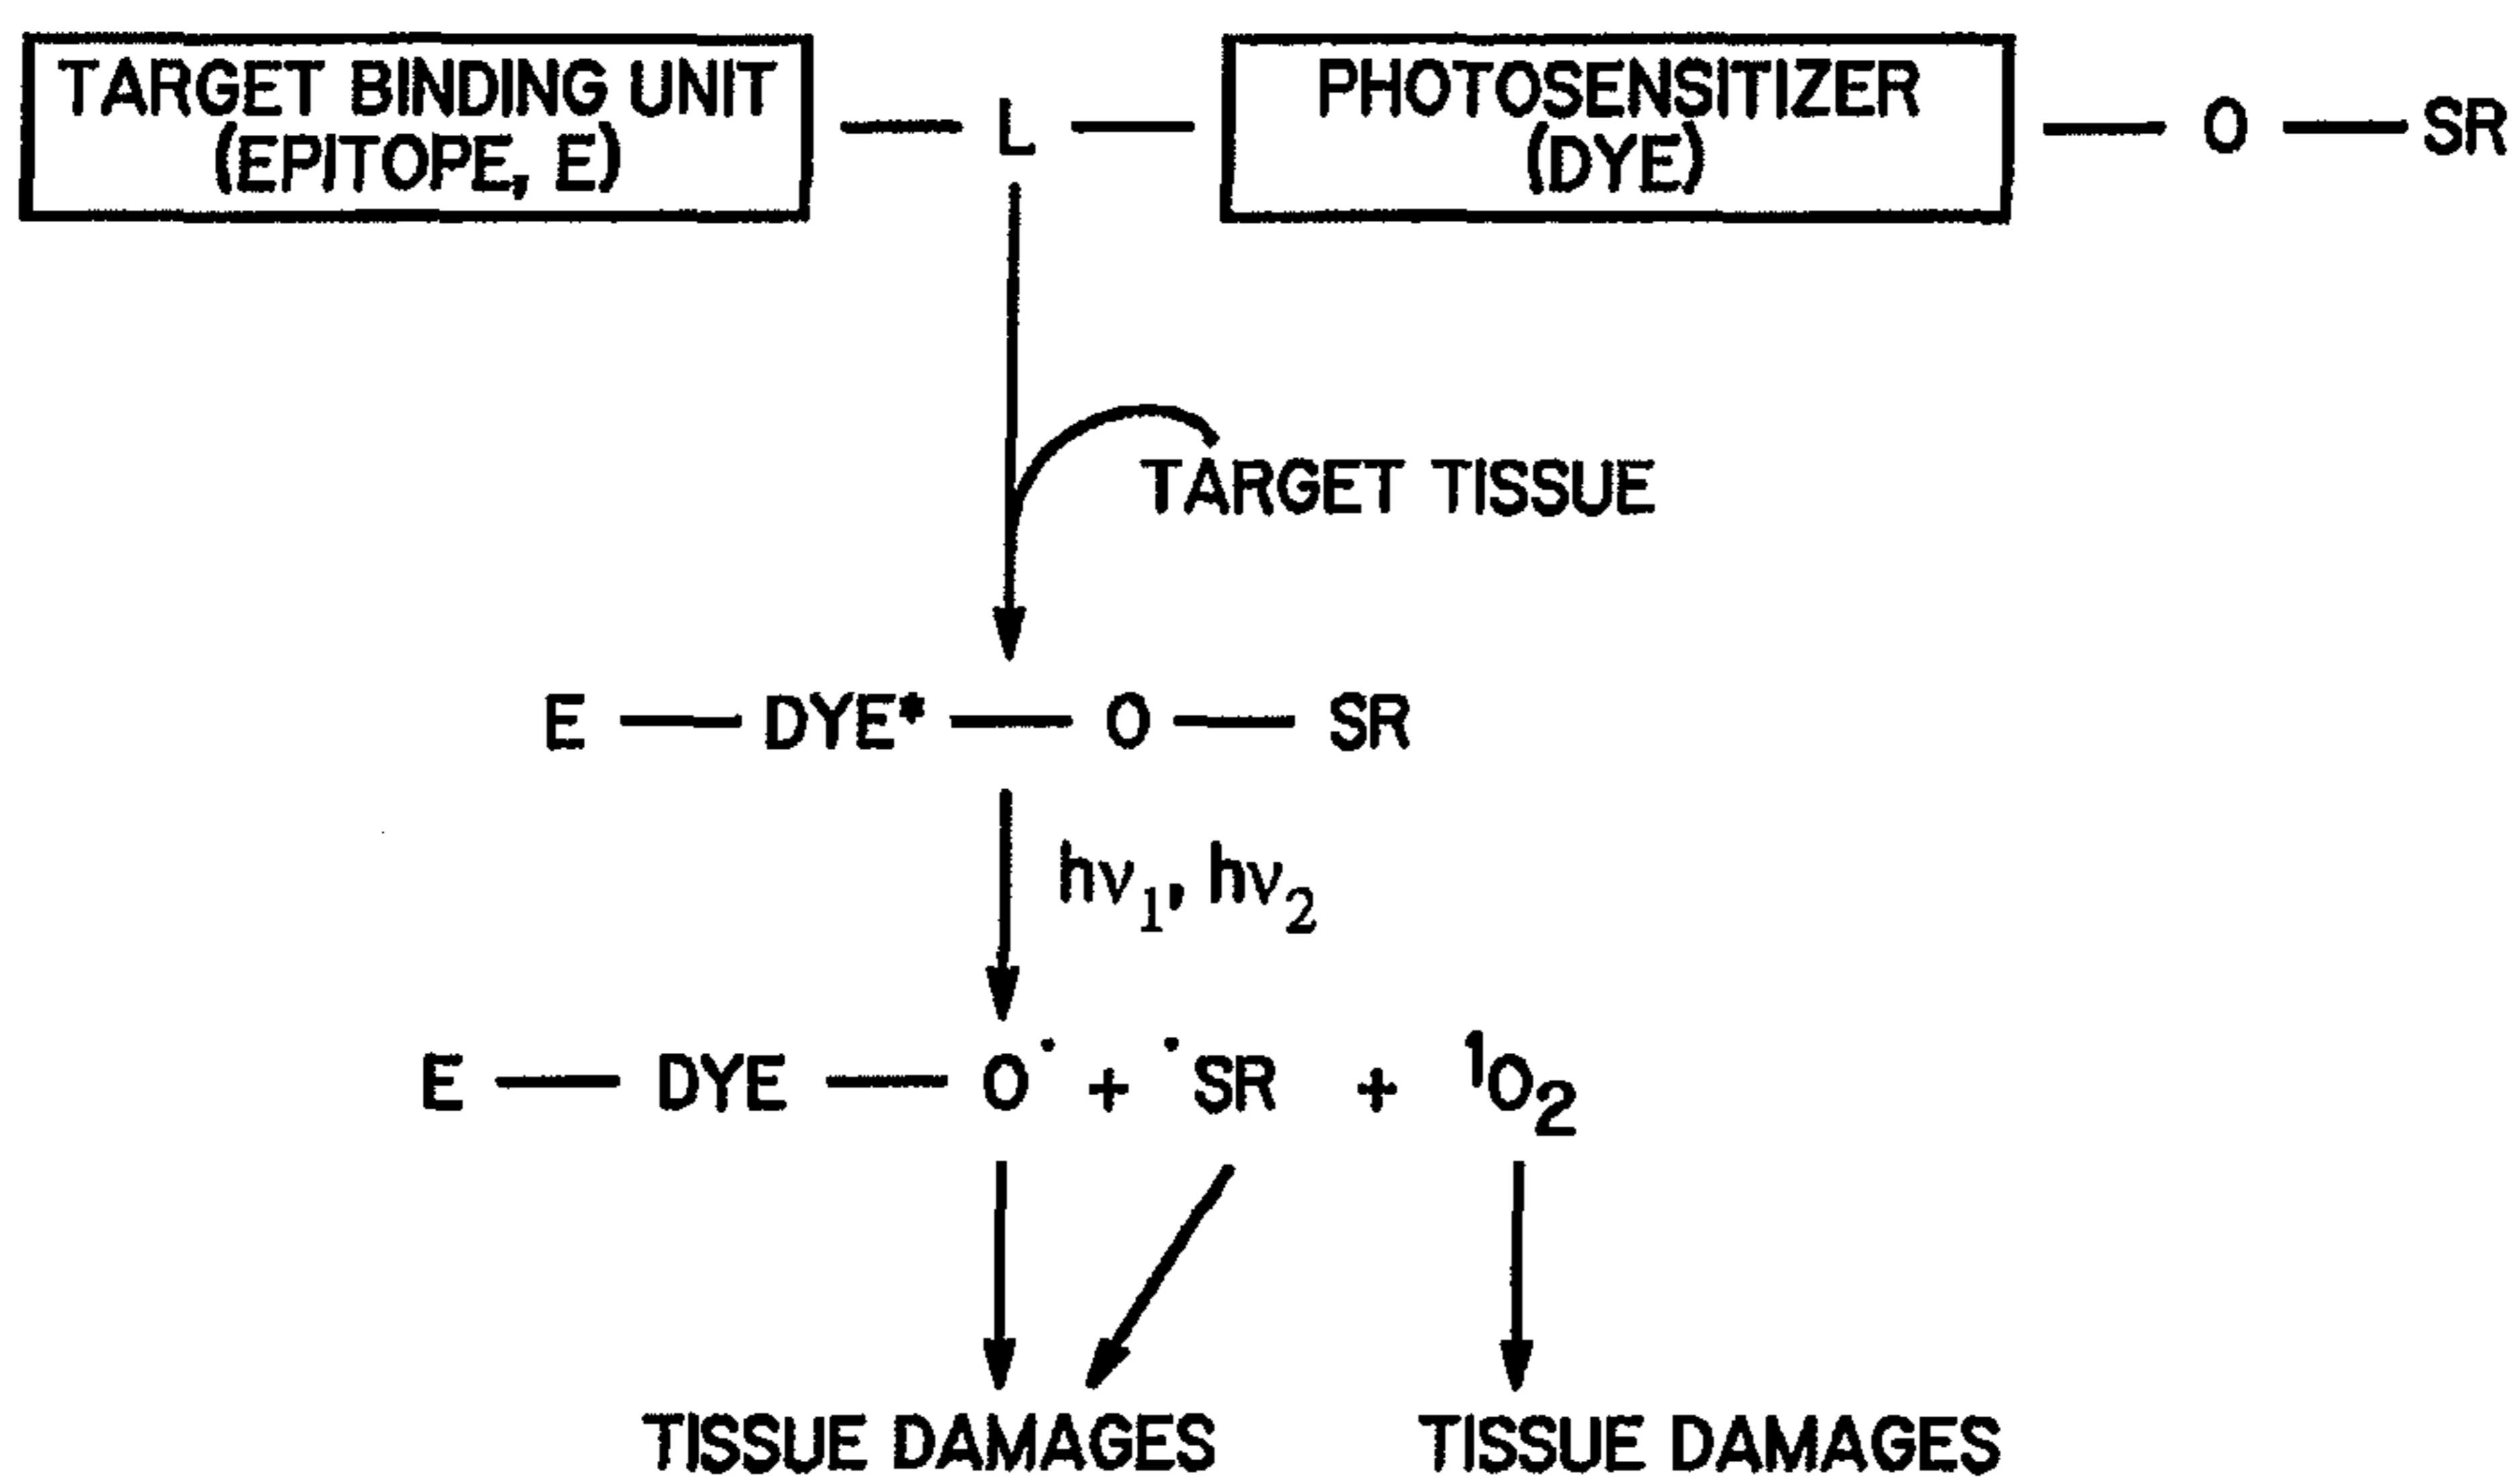 TARGET BINDING UNIT
(EPITOPE, E)
— L —
PHOTOSENSITIZER
(DYE)
— O — SR
TARGET TISSUE
E — DYE* — O — SR
hν₁, hν₂
E — DYE — O˙ + ˙SR + ¹O₂
TISSUE DAMAGES
TISSUE DAMAGES